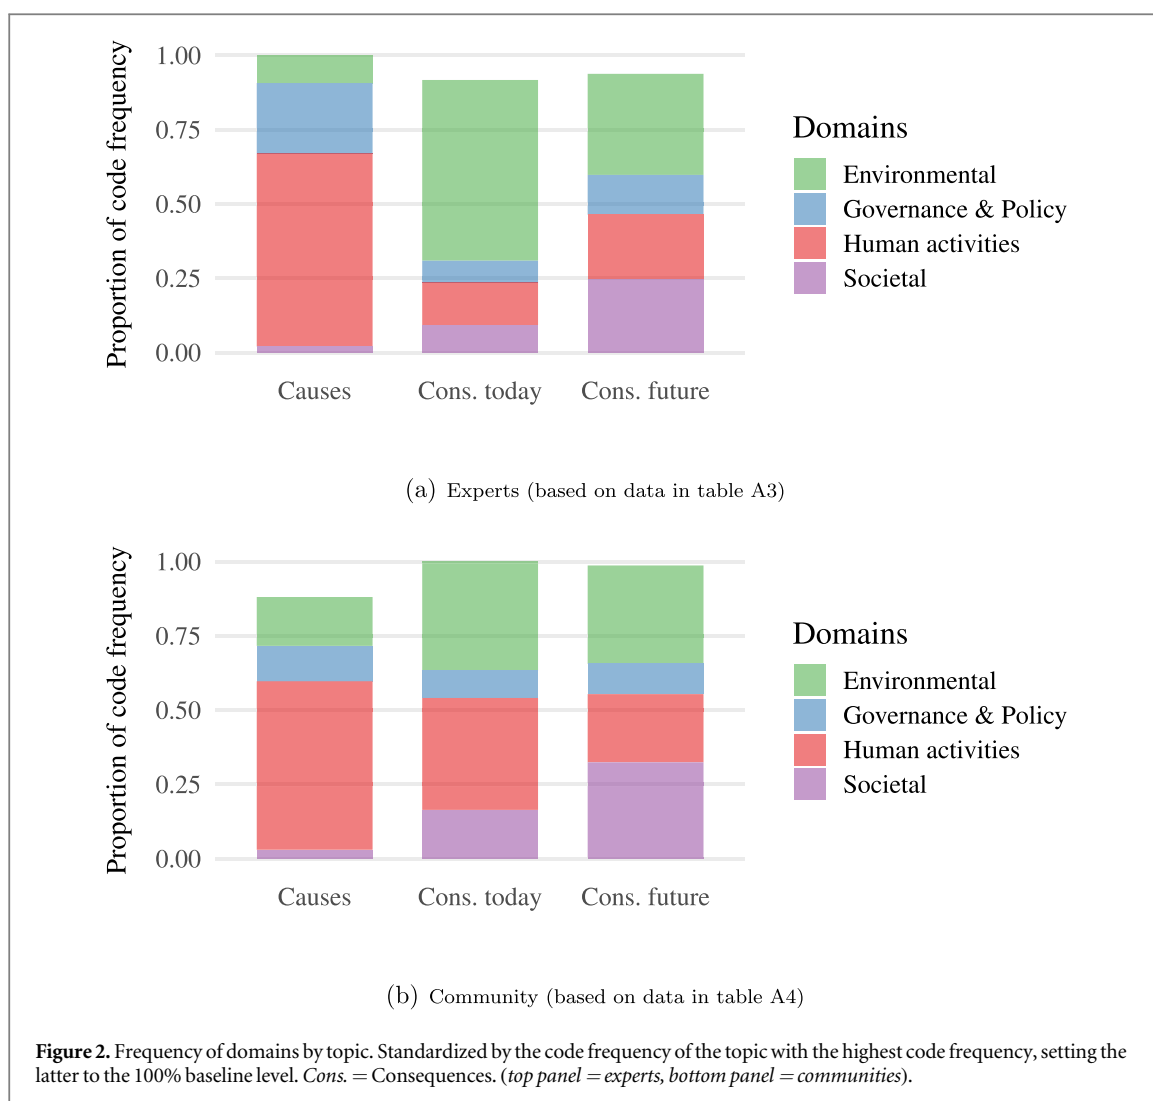 Proportion of code frequency
1.00
0.75
0.50
0.25
0.00
Causes
Cons. today
Cons. future
Domains
Environmental
Governance & Policy
Human activities
Societal
(a) Experts (based on data in table A3)
Proportion of code frequency
1.00
0.75
0.50
0.25
0.00
Causes
Cons. today
Cons. future
Domains
Environmental
Governance & Policy
Human activities
Societal
(b) Community (based on data in table A4)
Figure 2. Frequency of domains by topic. Standardized by the code frequency of the topic with the highest code frequency, setting the
latter to the 100% baseline level. Cons. = Consequences. (top panel = experts, bottom panel = communities).